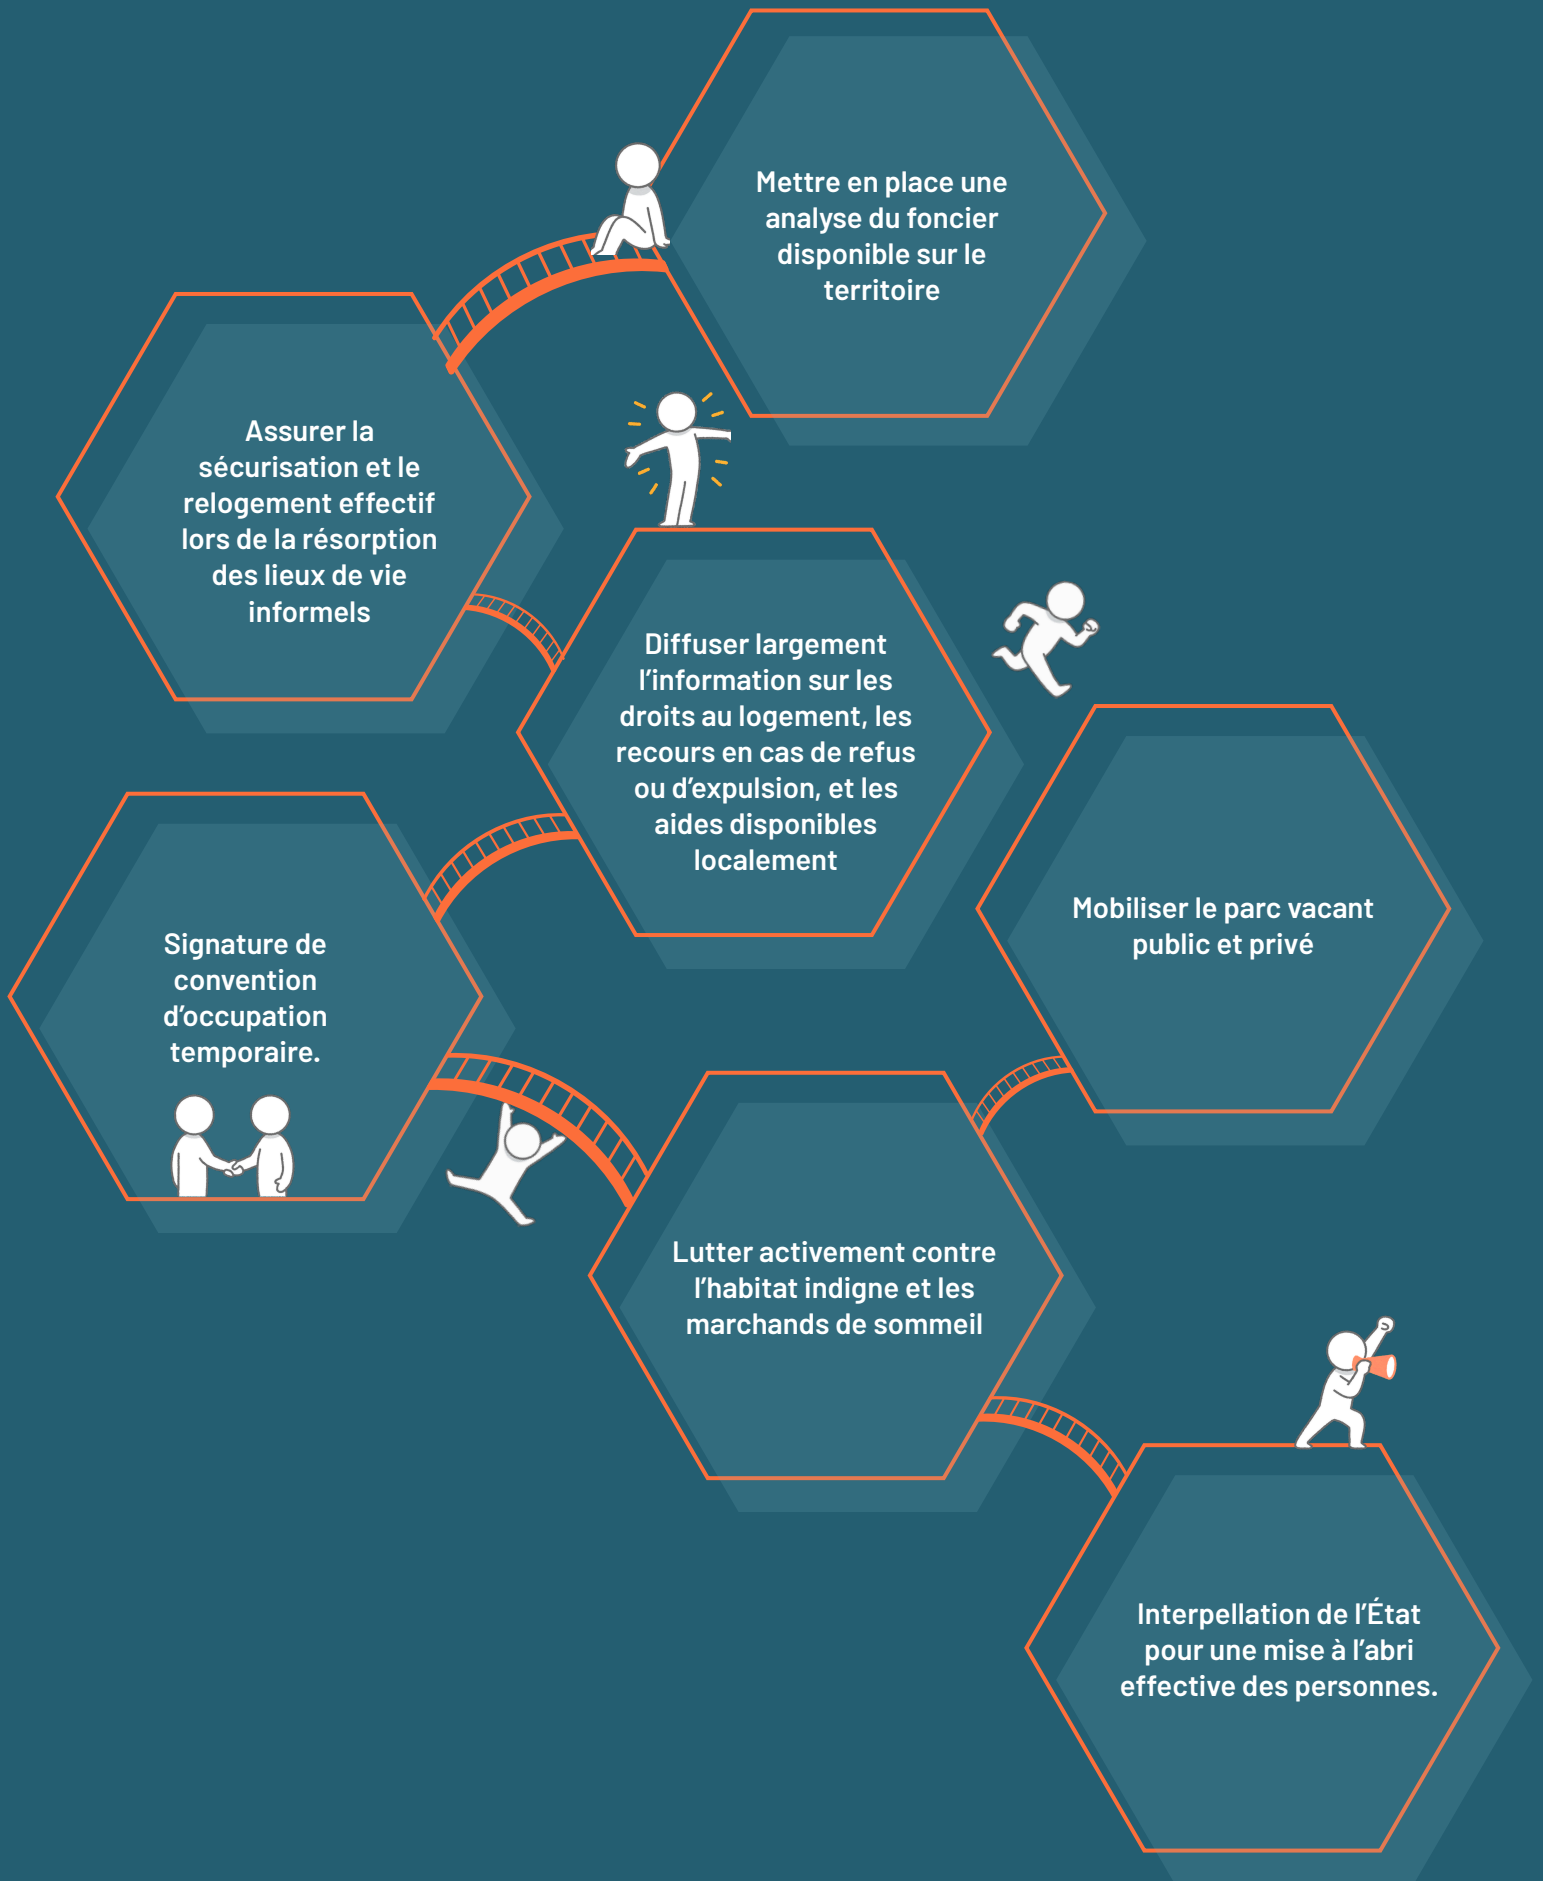 Mettre en place une
analyse du foncier
disponible sur le
territoire
Assurer la
sécurisation et le
relogement effectif
lors de la résorption
des lieux de vie
informels
Diffuser largement
l’information sur les
droits au logement, les
recours en cas de refus
ou d’expulsion, et les
aides disponibles
localement
Mobiliser le parc vacant
public et privé
Signature de
convention
d’occupation
temporaire.
Lutter activement contre
l’habitat indigne et les
marchands de sommeil
Interpellation de l’État
pour une mise à l’abri
effective des personnes.